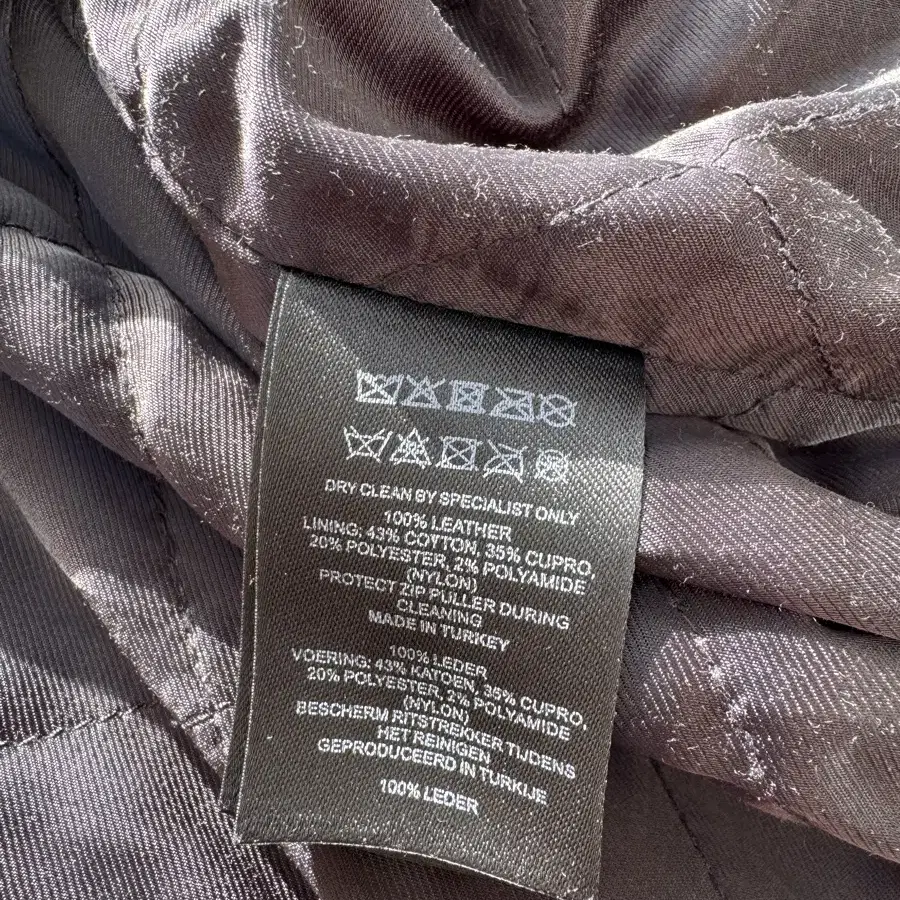 DRY CLEAN BY SPECIALIST ONLY
100% LEATHER
LINING: 43% COTTON, 35% CUPRO,
20% POLYESTER, 2% POLYAMIDE
(NYLON)
PROTECT ZIP PULLER DURING
CLEANING
MADE IN TURKEY
100% LEDER
VOERING: 43% KATOEN, 35% CUPRO,
20% POLYESTER, 2% POLYAMIDE
(NYLON)
BESCHERM RITSTREKKER TIJDENS
HET REINIGEN
GEPRODUCEERD IN TURKIJE
100% LEDER